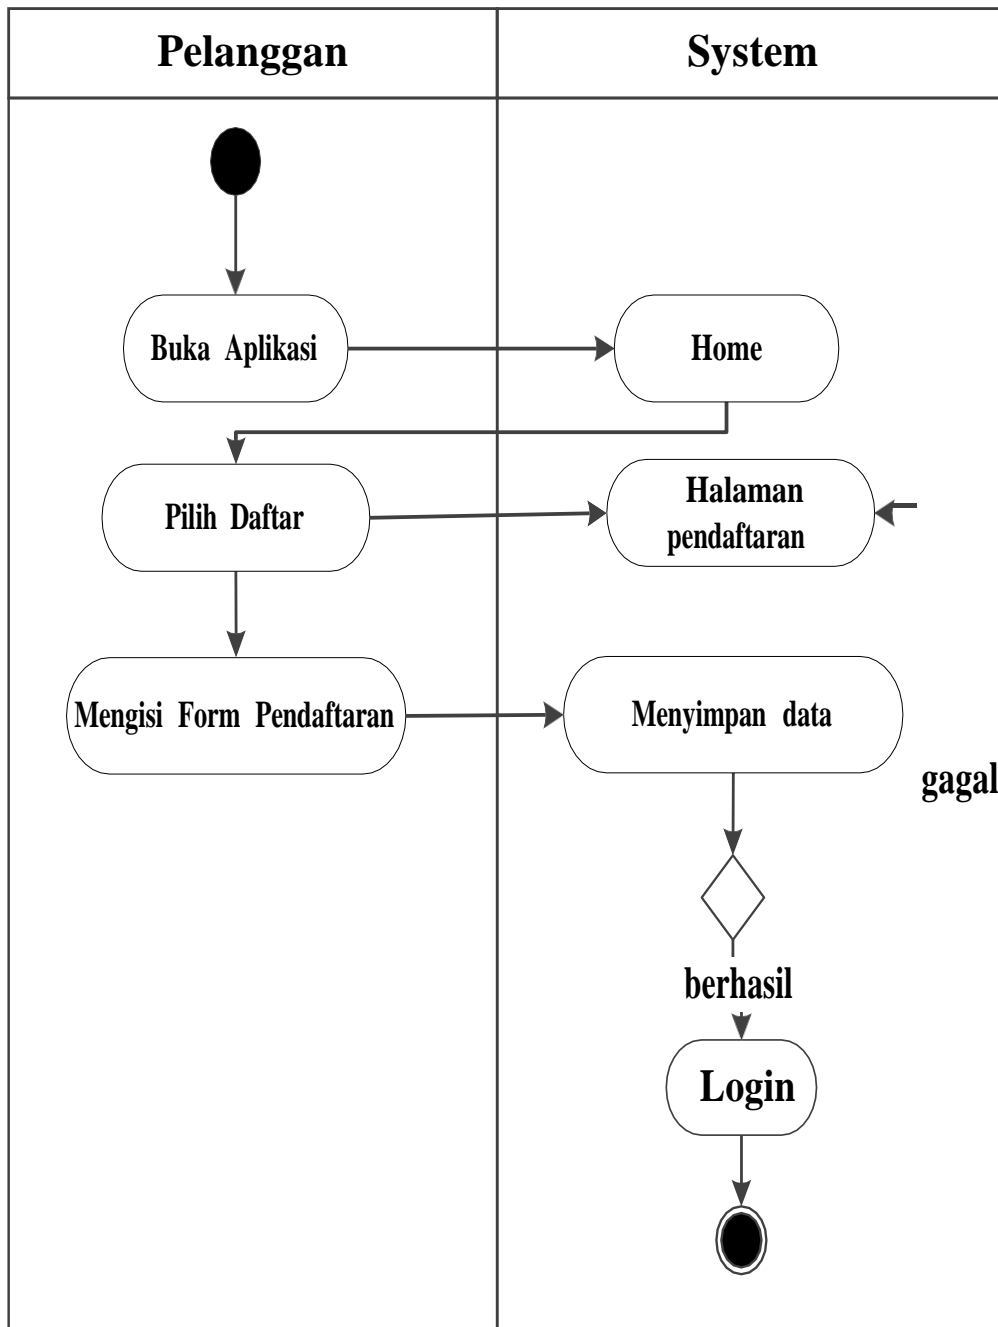 Pelanggan
System
Buka Aplikasi
Home
Pilih Daftar
Halaman
pendaftaran
Mengisi Form Pendaftaran
Menyimpan data
gagal
berhasil
Login